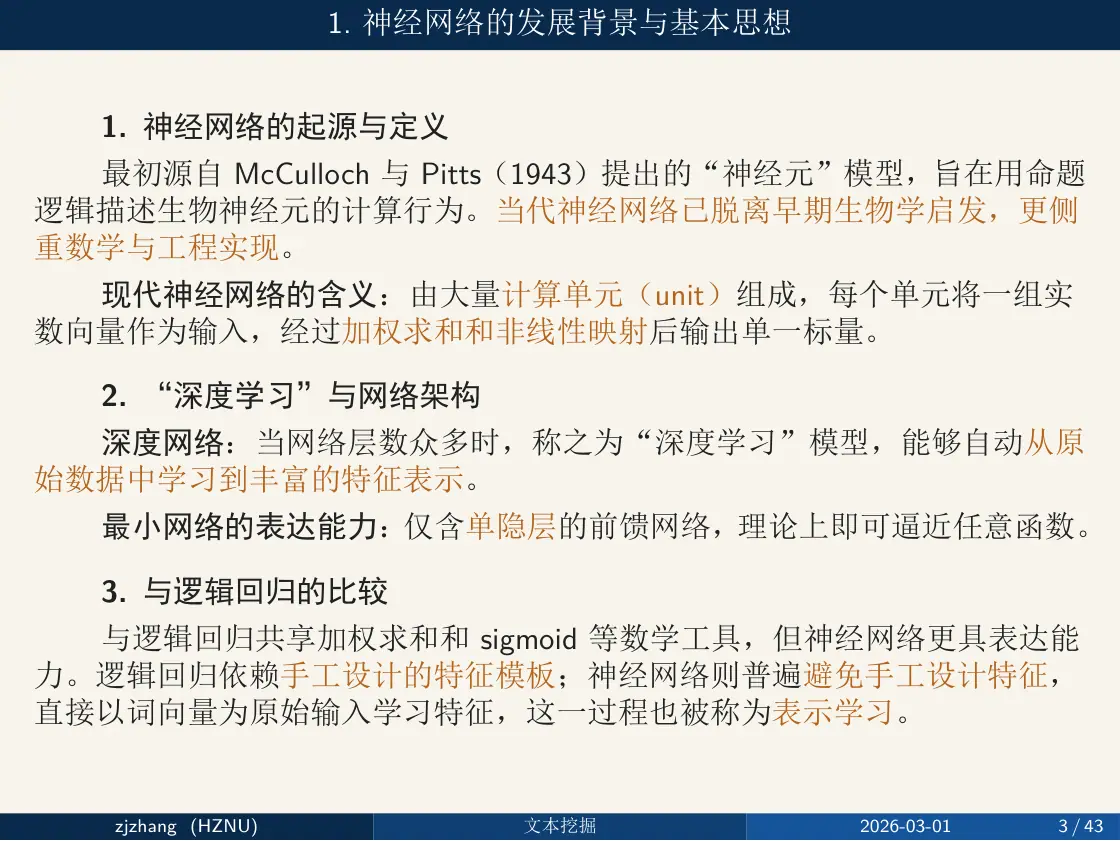 1. 神经网络的发展背景与基本思想
1. 神经网络的起源与定义
最初源自 McCulloch 与 Pitts（1943）提出的“神经元”模型，旨在用命题
逻辑描述生物神经元的计算行为。当代神经网络已脱离早期生物学启发，更侧
重数学与工程实现。
现代神经网络的含义：由大量计算单元（unit）组成，每个单元将一组实
数向量作为输入，经过加权求和和非线性映射后输出单一标量。
2. “深度学习”与网络架构
深度网络：当网络层数众多时，称之为“深度学习”模型，能够自动从原
始数据中学习到丰富的特征表示。
最小网络的表达能力：仅含单隐层的前馈网络，理论上即可逼近任意函数。
3. 与逻辑回归的比较
与逻辑回归共享加权求和和 sigmoid 等数学工具，但神经网络更具表达能
力。逻辑回归依赖手工设计的特征模板；神经网络则普遍避免手工设计特征，
直接以词向量为原始输入学习特征，这一过程也被称为表示学习。
zjzhang (HZNU) 文本挖掘 2026-03-01 3 / 43